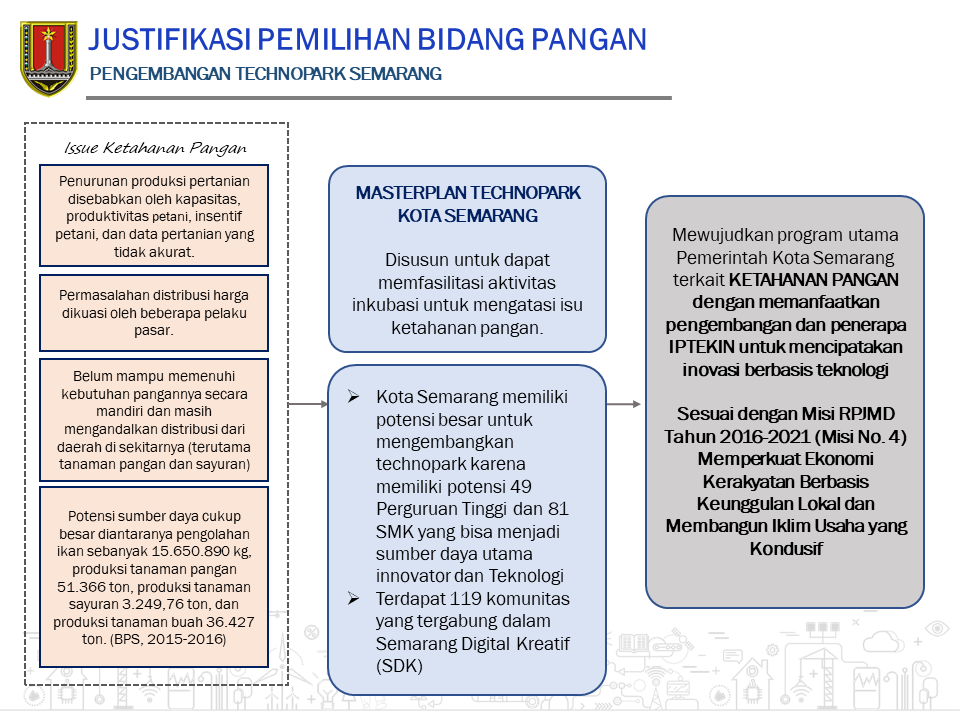 JUSTIFIKASI PEMILIHAN BIDANG PANGAN
PENGEMBANGAN TECHNOPARK SEMARANG
Issue Ketahanan Pangan
Penurunan produksi pertanian
disebabkan oleh kapasitas,
produktivitas petani, insentif
petani, dan data pertanian yang
tidak akurat.
Permasalahan distribusi harga
dikuasi oleh beberapa pelaku
pasar.
Belum mampu memenuhi
kebutuhan pangannya secara
mandiri dan masih
mengandalkan distribusi dari
daerah di sekitarnya (terutama
tanaman pangan dan sayuran)
Potensi sumber daya cukup
besar diantaranya pengolahan
ikan sebanyak 15.650.890 kg,
produksi tanaman pangan
51.366 ton, produksi tanaman
sayuran 3.249,76 ton, dan
produksi tanaman buah 36.427
ton. (BPS, 2015-2016)
MASTERPLAN TECHNOPARK
KOTA SEMARANG
Disusun untuk dapat
memfasilitasi aktivitas
inkubasi untuk mengatasi isu
ketahanan pangan.
➢ Kota Semarang memiliki
potensi besar untuk
mengembangkan
technopark karena
memiliki potensi 49
Perguruan Tinggi dan 81
SMK yang bisa menjadi
sumber daya utama
innovator dan Teknologi
➢ Terdapat 119 komunitas
yang tergabung dalam
Semarang Digital Kreatif
(SDK)
Mewujudkan program utama
Pemerintah Kota Semarang
terkait KETAHANAN PANGAN
dengan memanfaatkan
pengembangan dan penerapa
IPTEKIN untuk mencipatakan
inovasi berbasis teknologi
Sesuai dengan Misi RPJMD
Tahun 2016-2021 (Misi No. 4)
Memperkuat Ekonomi
Kerakyatan Berbasis
Keunggulan Lokal dan
Membangun Iklim Usaha yang
Kondusif